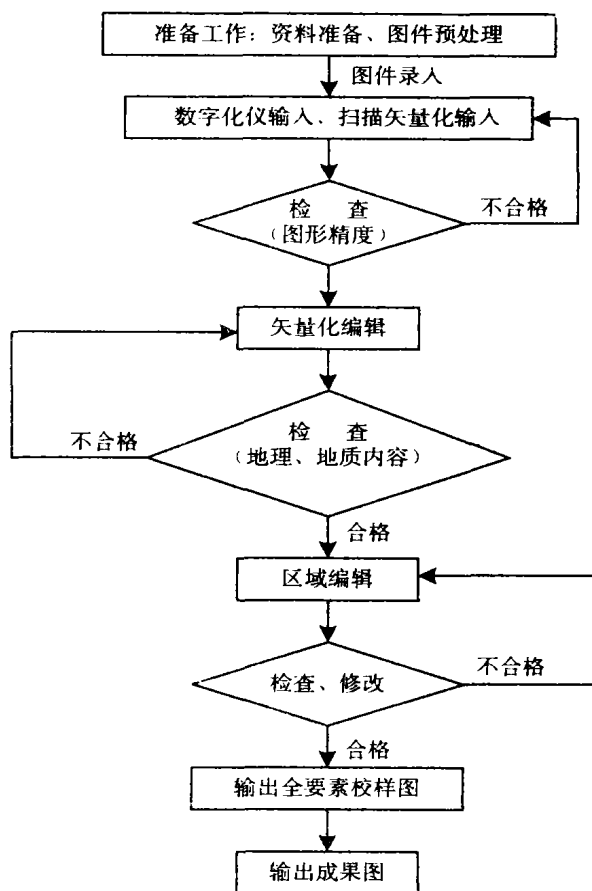 准备工作：资料准备、图件预处理
图件录入
数字化仪输入、扫描矢量化输入
检 查
（图形精度）
不合格
矢量化编辑
检 查
（地理、地质内容）
不合格
合格
区域编辑
检查、修改
不合格
合格
输出全要素校样图
输出成果图